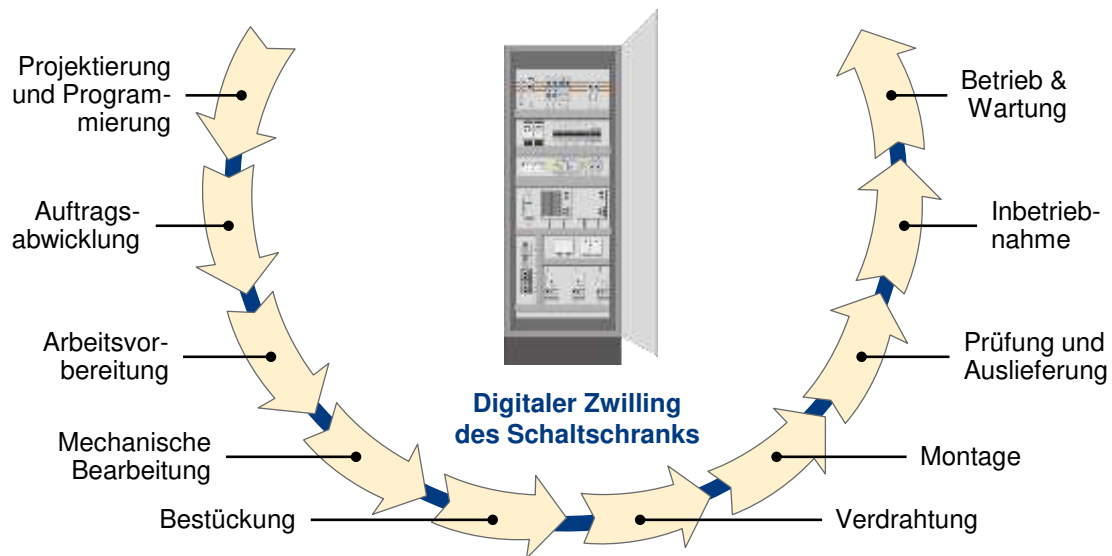 Projektierung
und Program-
mierung
Auftrags-
abwicklung
Arbeitsvor-
bereitung
Mechanische
Bearbeitung
Bestückung
Digitaler Zwilling
des Schaltschranks
Verdrahtung
Montage
Prüfung und
Auslieferung
Inbetrieb-
nahme
Betrieb &
Wartung